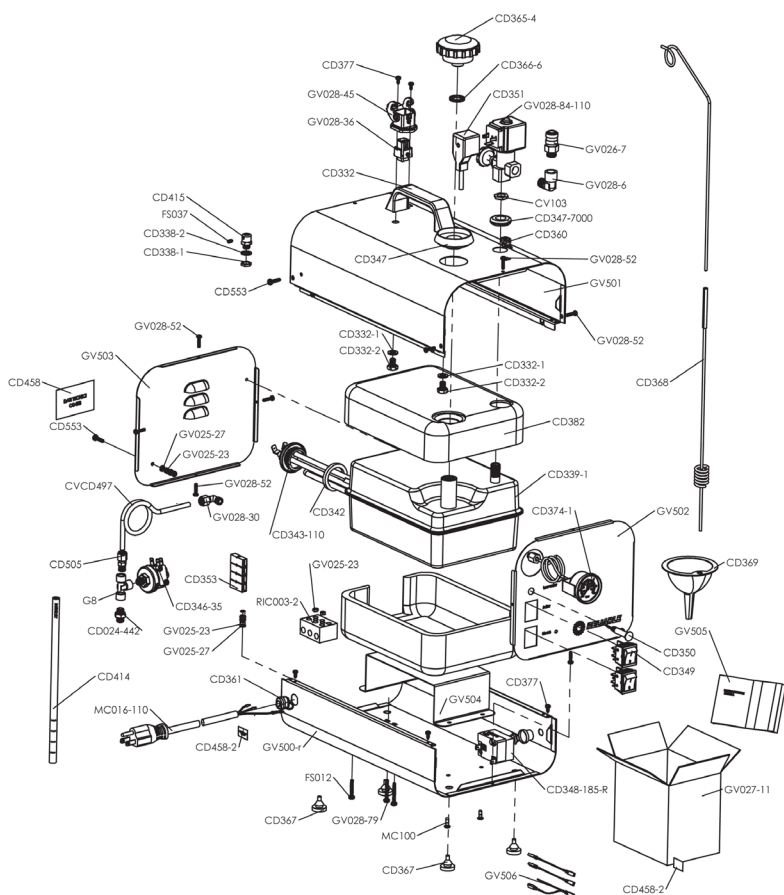 CD365-4
CD377
CD366-6
GV028-45
CD351
GV028-84-110
GV028-36
GV026-7
CD332
GV028-6
CD415
CV103
FS037
CD347-7000
CD338-2
CD360
CD338-1
CD347
GV028-52
CD553
GV501
GV028-52
CD332-1
GV028-52
GV503
CD332-2
CD332-1
CD458
CD332-2
CD368
CD382
CD553
GV025-27
GV025-23
CVCD497
GV028-52
CD339-1
GV028-30
CD342
CD374-1
GV502
CD343-110
CD505
GV025-23
CD369
CD353
G8
CD346-35
RIC003-2
GV505
CD024-442
GV025-23
CD350
GV025-27
CD349
CD414
CD361
CD377
MC016-110
GV504
CD458-2
GV500-r
FS012
CD348-185-R
GV027-11
CD367
GV028-79
MC100
CD367
GV506
CD458-2